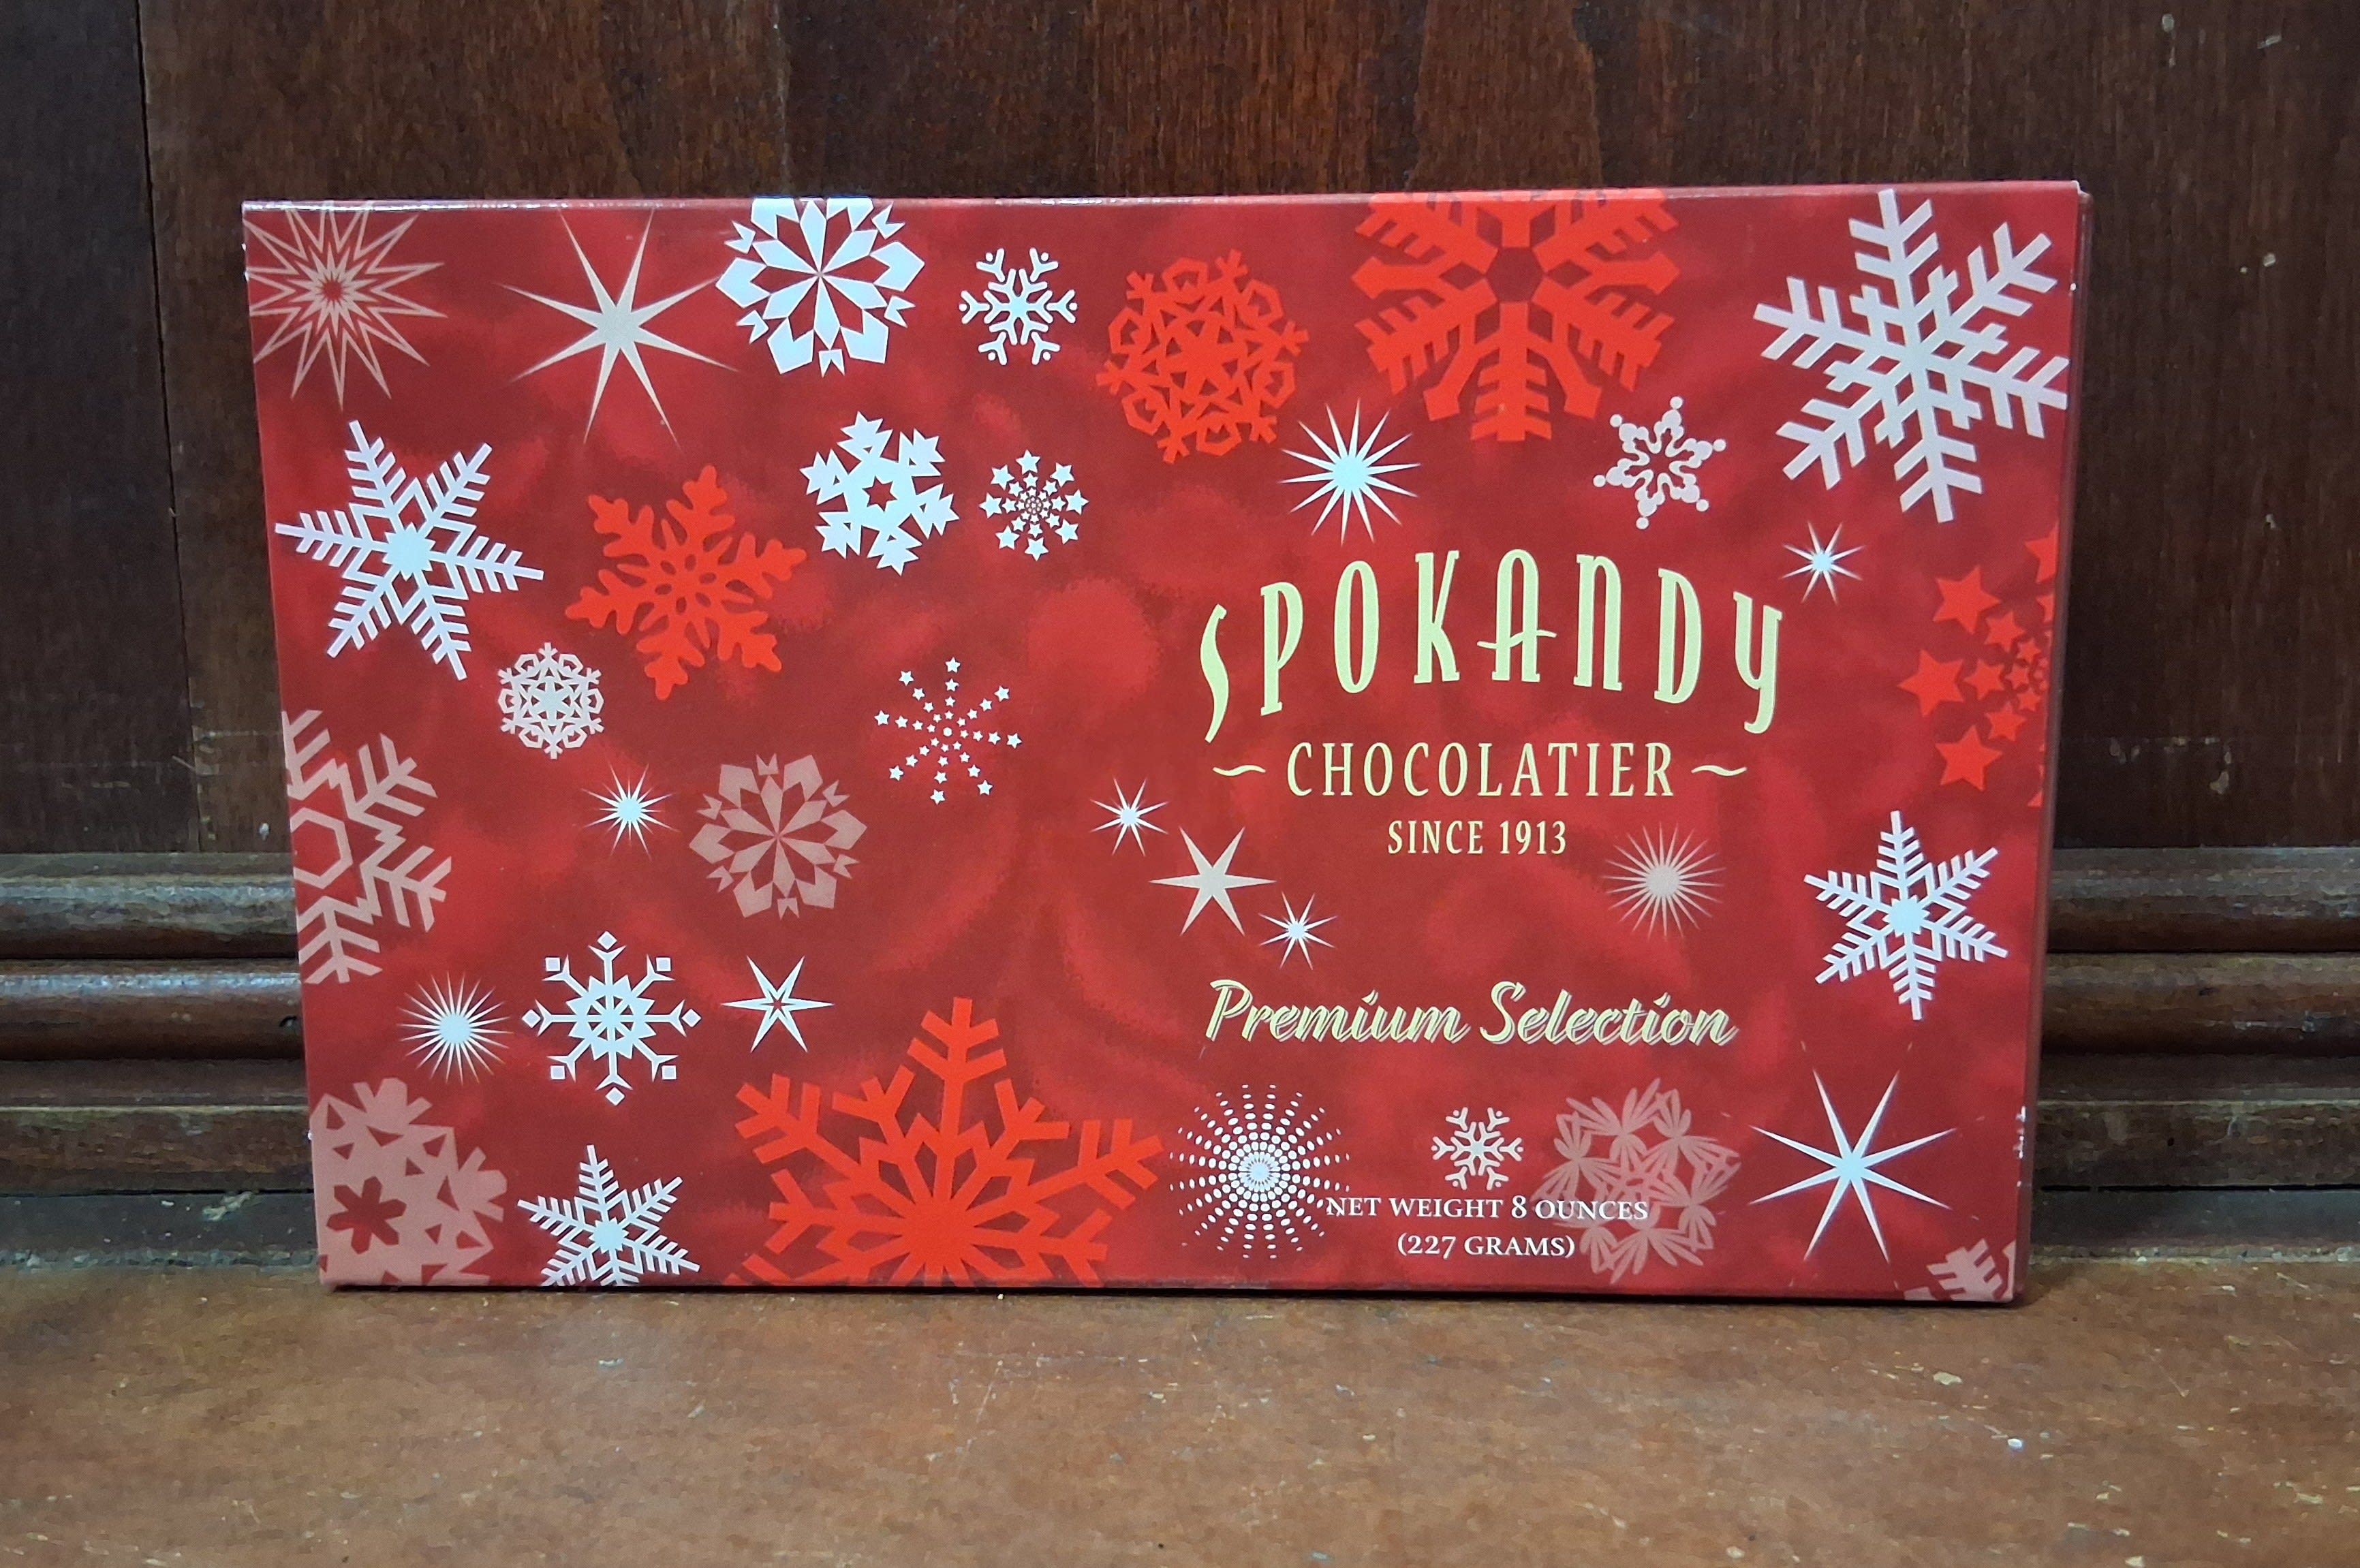 SPOKANDY
~ CHOCOLATIER ~
SINCE 1913
Premium Selection
NET WEIGHT 8 OUNCES
(227 GRAMS)